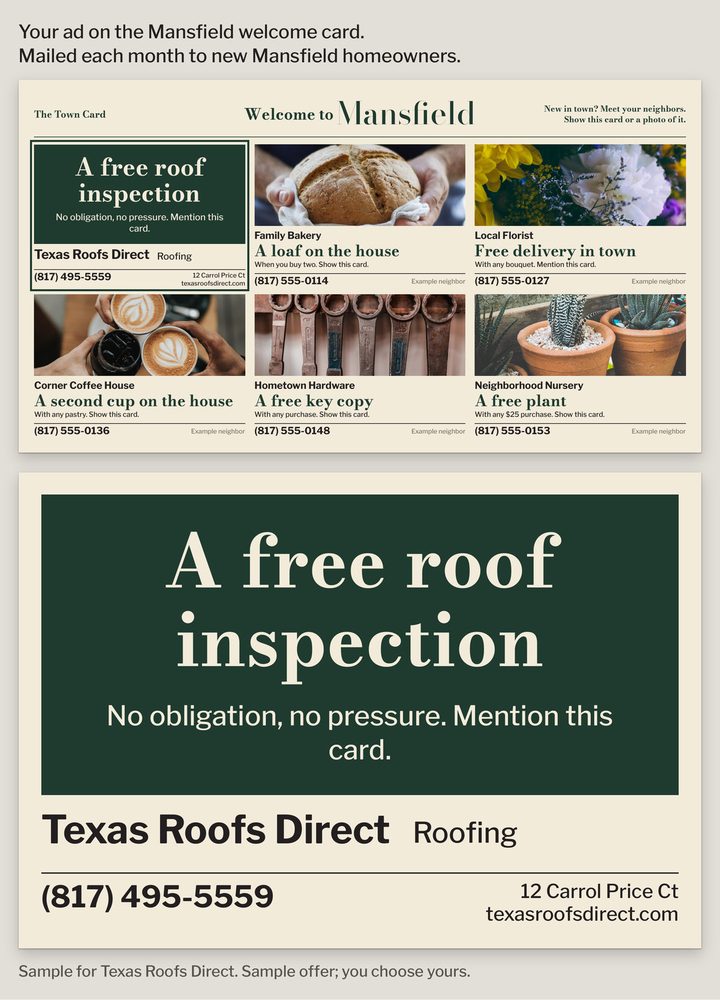 Your ad on the Mansfield welcome card.
Mailed each month to new Mansfield homeowners.
The Town Card
Welcome to Mansfield
New in town? Meet your neighbors.
Show this card or a photo of it.
A free roof
inspection
No obligation, no pressure. Mention this
card.
Texas Roofs Direct Roofing
(817) 495-5559
12 Carrol Price Ct
texasroofsdirect.com
Family Bakery
A loaf on the house
When you buy two. Show this card.
(817) 555-0114 Example neighbor
Local Florist
Free delivery in town
With any bouquet. Mention this card.
(817) 555-0127 Example neighbor
Corner Coffee House
A second cup on the house
With any pastry. Show this card.
(817) 555-0136 Example neighbor
Hometown Hardware
A free key copy
With any purchase. Show this card.
(817) 555-0148 Example neighbor
Neighborhood Nursery
A free plant
With any $25 purchase. Show this card.
(817) 555-0153 Example neighbor
A free roof
inspection
No obligation, no pressure. Mention this
card.
Texas Roofs Direct Roofing
(817) 495-5559
12 Carrol Price Ct
texasroofsdirect.com
Sample for Texas Roofs Direct. Sample offer; you choose yours.